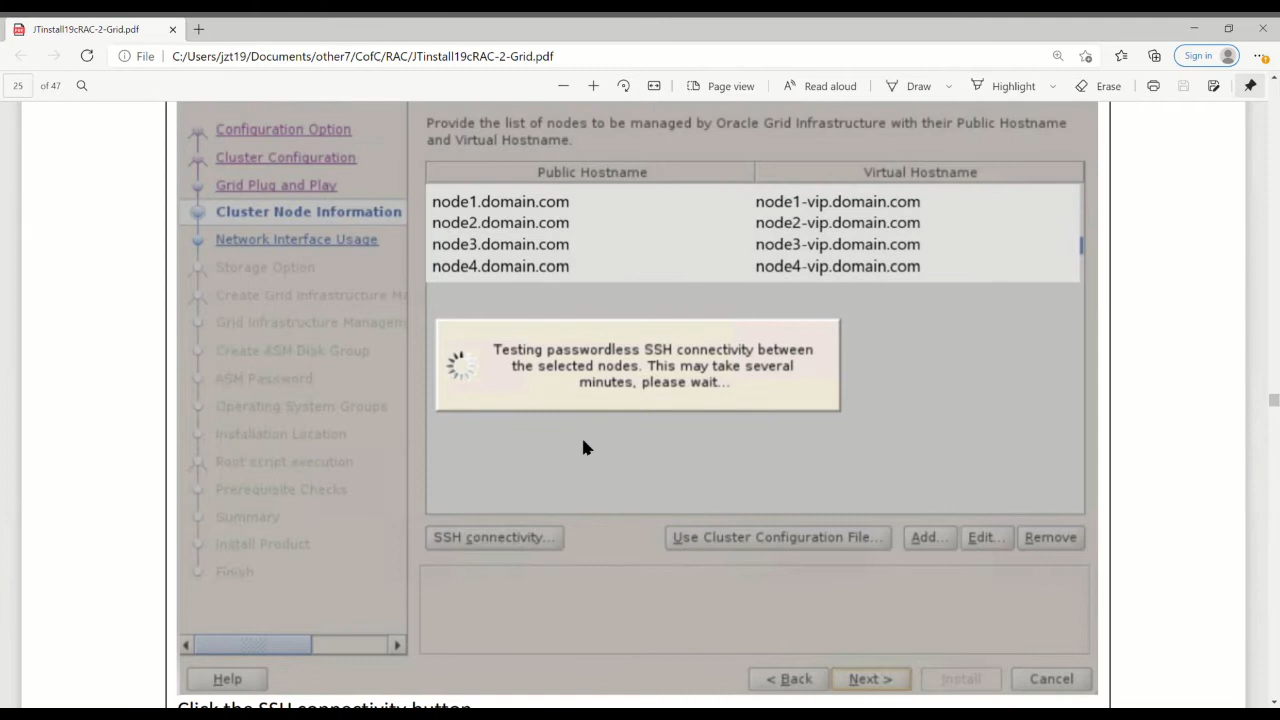 JTinstall19cRAC-2-Grid.pdf
File
C:/Users/jzt19/Documents/other7/CofC/RAC/JTinstall19cRAC-2-Grid.pdf
Sign in
25 of 47
Page view
Read aloud
Draw
Highlight
Erase
Configuration Option
Cluster Configuration
Grid Plug and Play
Cluster Node Information
Network Interface Usage
Storage Option
Create Grid Infrastructure Ma
Grid Infrastructure Managem
Create ASM Disk Group
ASM Password
Operating System Groups
Installation Location
Root script execution
Prerequisite Checks
Summary
Install Product
Finish
Provide the list of nodes to be managed by Oracle Grid Infrastructure with their Public Hostname
and Virtual Hostname.
Public Hostname Virtual Hostname
node1.domain.com node1-vip.domain.com
node2.domain.com node2-vip.domain.com
node3.domain.com node3-vip.domain.com
node4.domain.com node4-vip.domain.com
Testing passwordless SSH connectivity between
the selected nodes. This may take several
minutes, please wait...
SSH connectivity... Use Cluster Configuration File... Add... Edit... Remove
Help < Back Next > Install Cancel
Click the SSH connectivity button